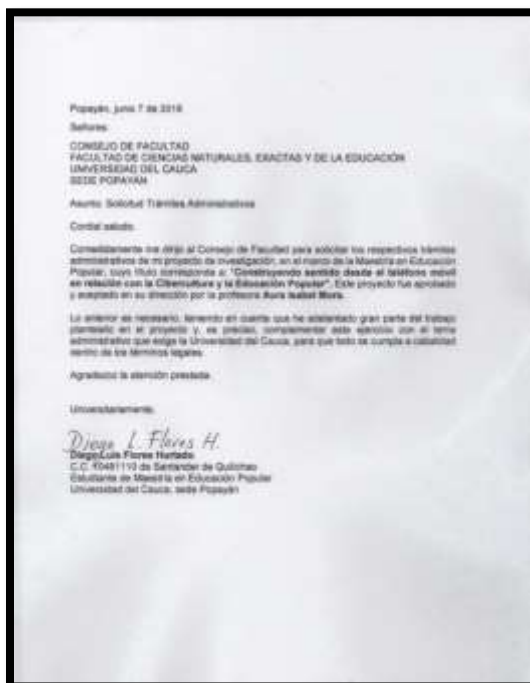 Popayán, junio 7 de 2018
Señores:
CONSEJO DE FACULTAD
FACULTAD DE CIENCIAS NATURALES, EXACTAS Y DE LA EDUCACIÓN
UNIVERSIDAD DEL CAUCA
SEDE POPAYÁN
Asunto: Solicitud Trámites Administrativos
Cordial saludo.
Comedidamente me dirijo al Consejo de Facultad para solicitar los respectivos trámites
administrativos de mi proyecto de investigación, en el marco de la Maestría en Educación
Popular, cuyo título corresponde a: "Construyendo sentido desde el teléfono móvil
en relación con la Cibercultura y la Educación Popular". Este proyecto fue aprobado
y aceptado en su dirección por la profesora Aura Isabel Mora.
Lo anterior es necesario, teniendo en cuenta que he adelantado gran parte del trabajo
planteado en el proyecto y, es preciso, complementar este ejercicio con el tema
administrativo que exige la Universidad del Cauca, para que todo se cumpla a cabalidad
dentro de los términos legales.
Agradezco la atención prestada.
Universitariamente,
Diego L. Flores H.
Diego Luis Flores Hurtado
C.C. de Santander de Quilichao
Estudiante de Maestría en Educación Popular
Universidad del Cauca, sede Popayán